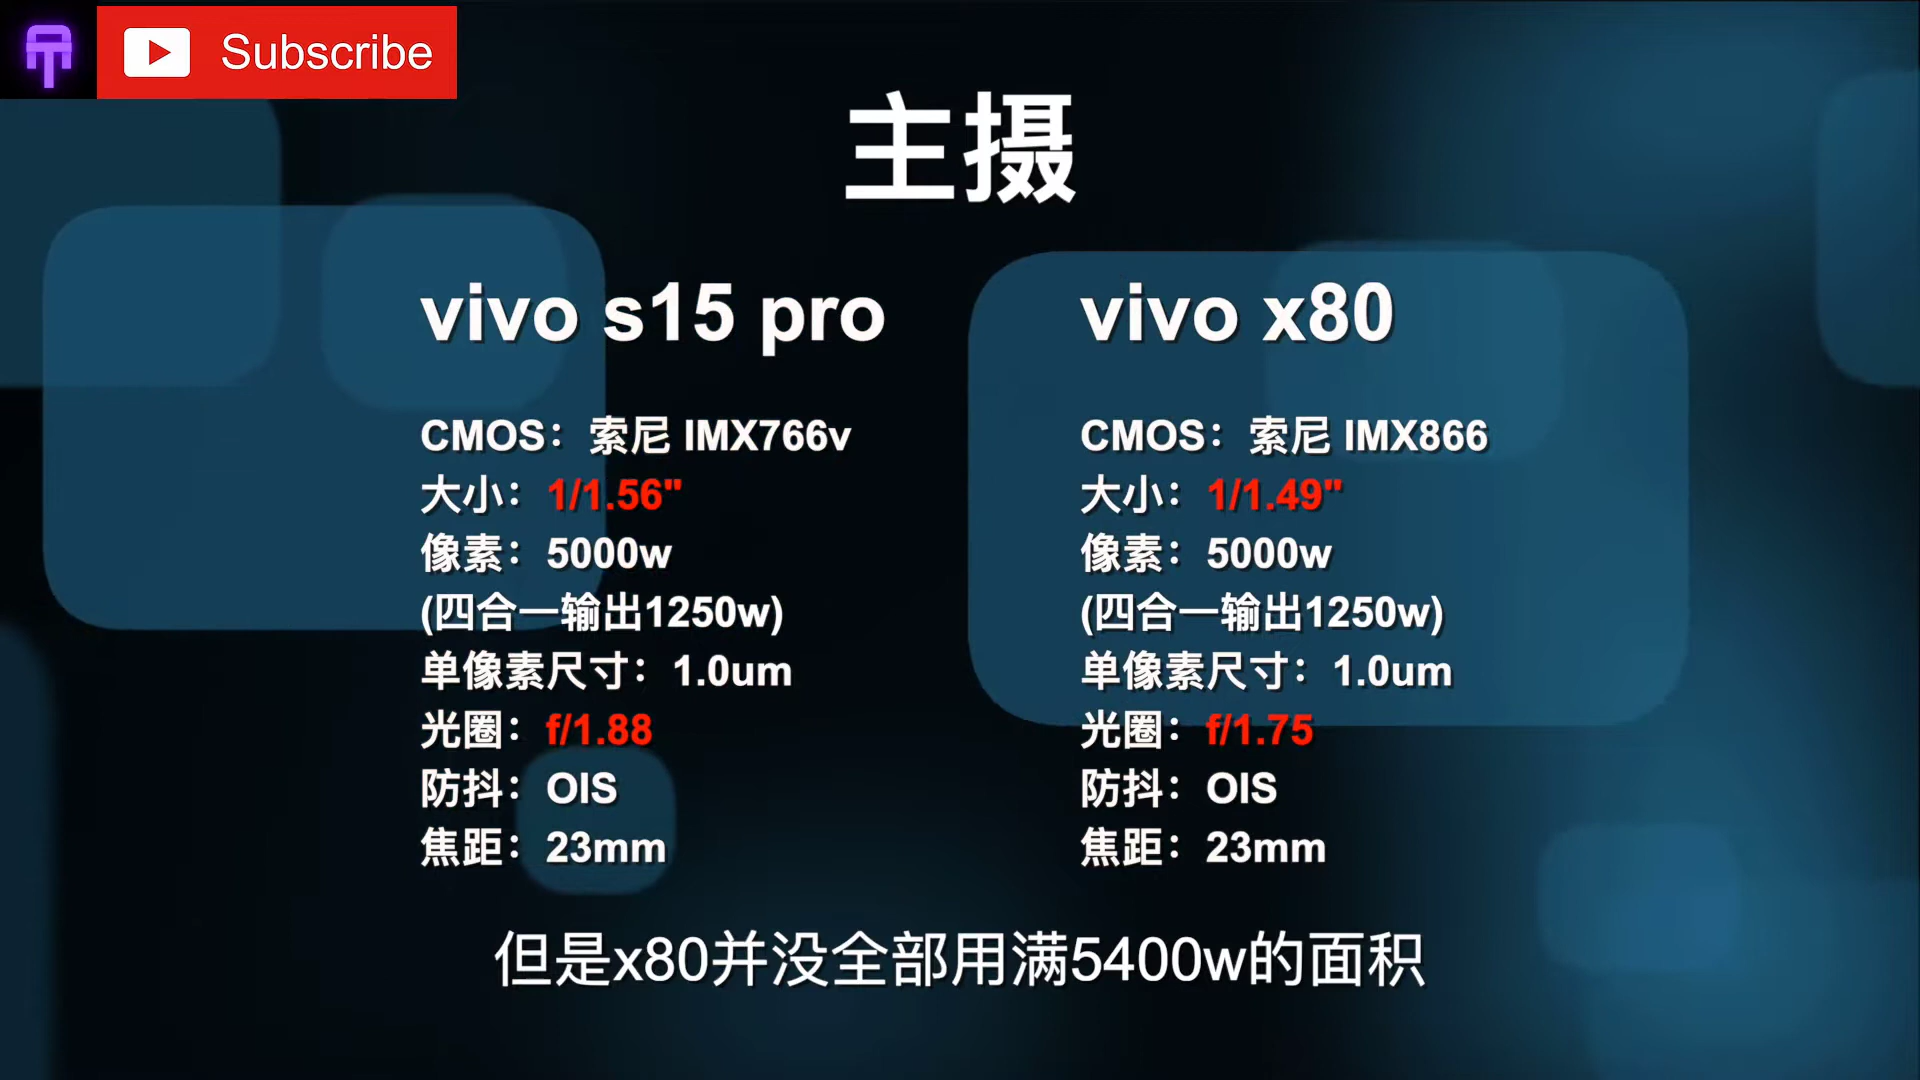 Subscribe
主摄
vivo s15 pro
CMOS：索尼 IMX766v
大小：1/1.56"
像素：5000w
(四合一输出1250w)
单像素尺寸：1.0um
光圈：f/1.88
防抖：OIS
焦距：23mm
vivo x80
CMOS：索尼 IMX866
大小：1/1.49"
像素：5000w
(四合一输出1250w)
单像素尺寸：1.0um
光圈：f/1.75
防抖：OIS
焦距：23mm
但是x80并没全部用满5400w的面积